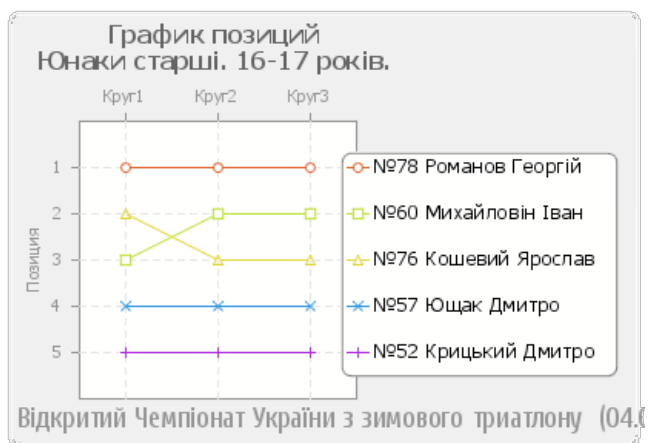 График позиций
Юнаки старші. 16-17 років.
Круг1 Круг2 Круг3
Позиция
1
2
3
4
5
№78 Романов Георгій
№60 Михайловін Іван
№76 Кошевий Ярослав
№57 Ющак Дмитро
№52 Крицький Дмитро
Відкритий Чемпіонат України з зимового триатлону (04.